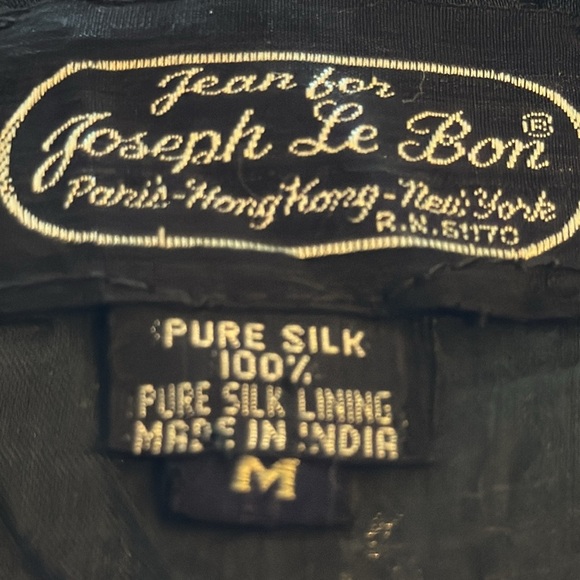 Jean for
Joseph Le Bon ®
Paris-Hong Kong-New York
R.N.51170
PURE SILK
100%
PURE SILK LINING
MADE IN INDIA
M